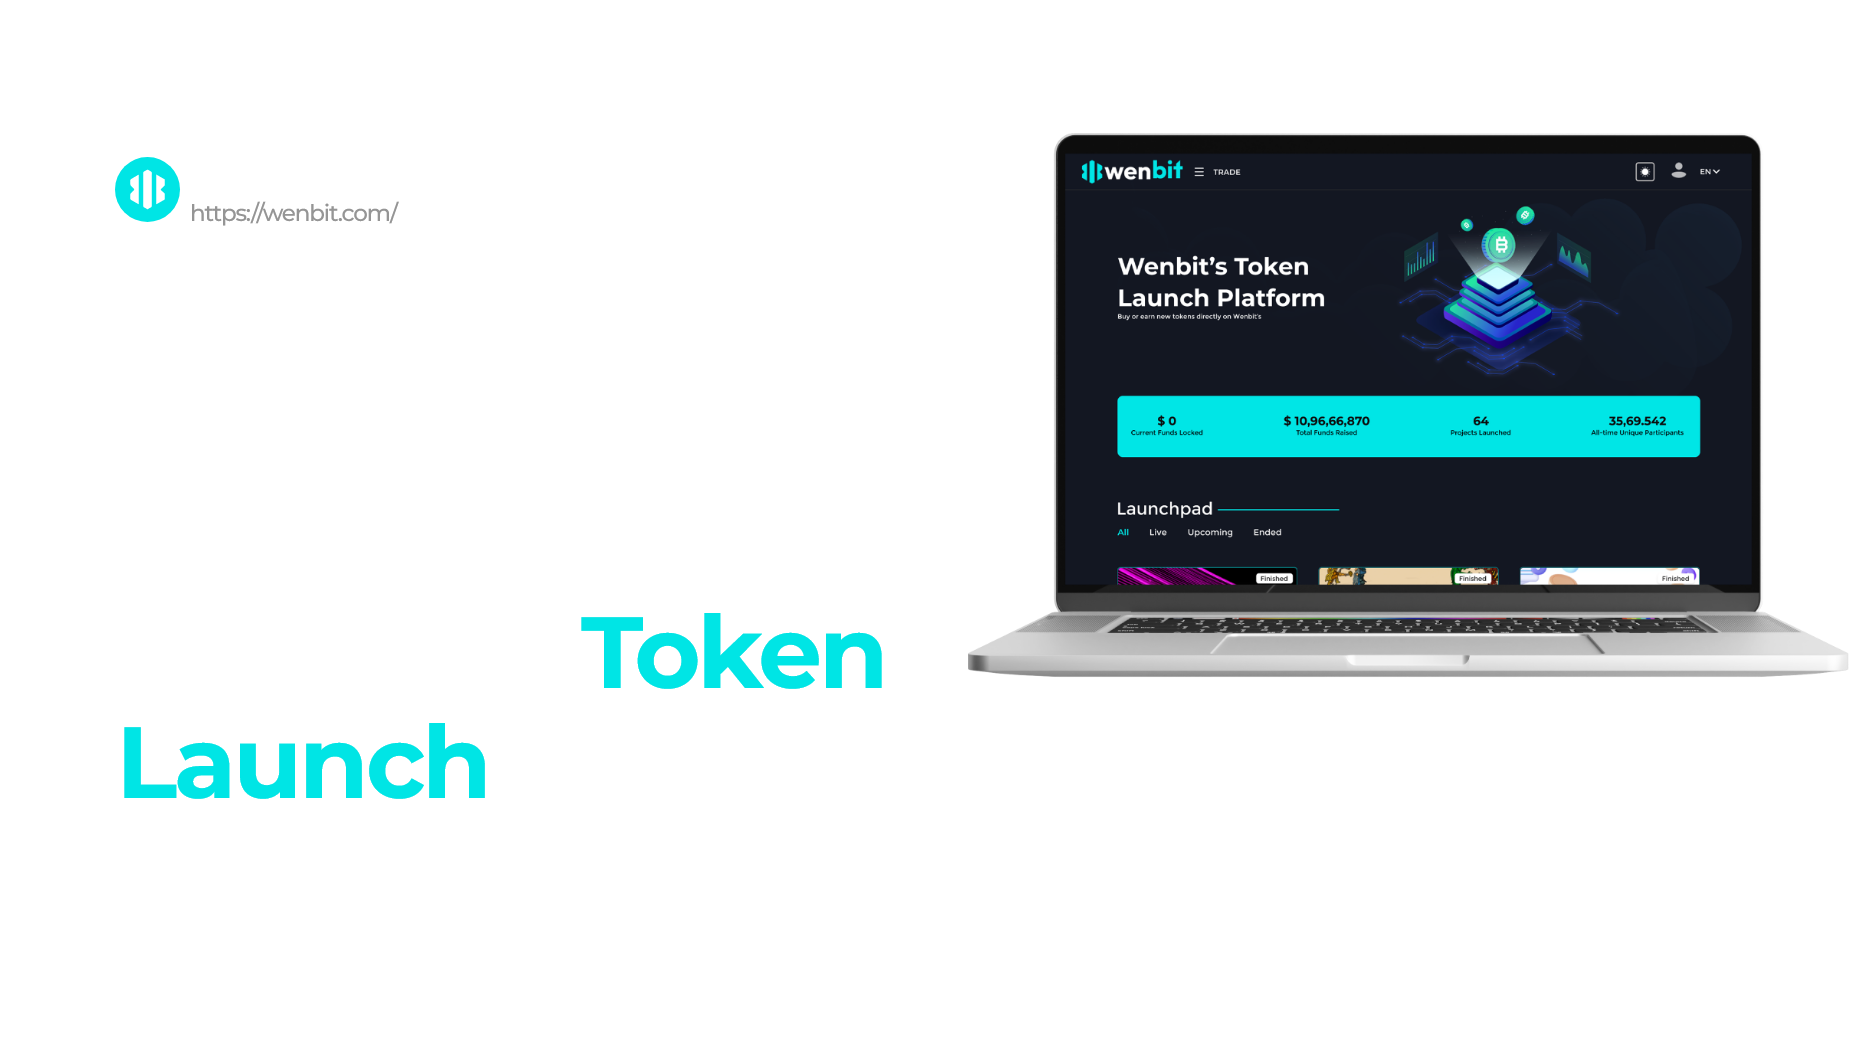 https://wenbit.com/
Token
Launch
wenbit
TRADE
EN
Wenbit's Token
Launch Platform
Buy or earn new tokens directly on Wenbit's
$ 0
Current Funds Locked
$ 10,96,66,870
Total Funds Raised
64
Projects Launched
35,69.542
All-time Unique Participants
Launchpad
All Live Upcoming Ended
Finished Finished Finished